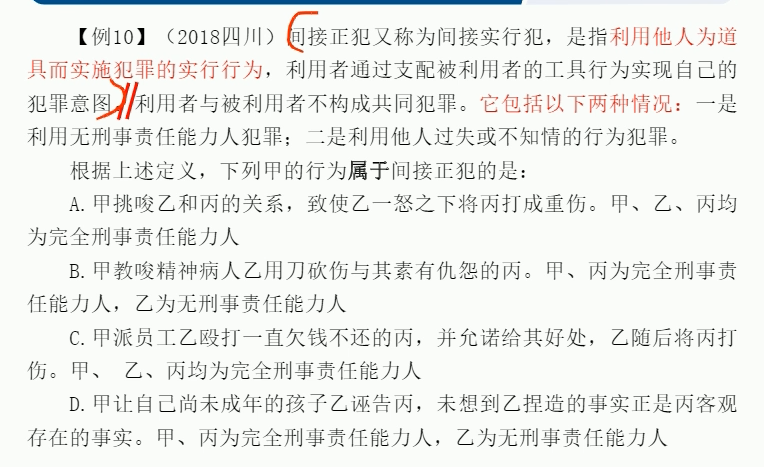 【例10】（2018四川）间接正犯又称为间接实行犯，是指利用他人为道
具而实施犯罪的实行行为，利用者通过支配被利用者的工具行为实现自己的
犯罪意图。利用者与被利用者不构成共同犯罪。它包括以下两种情况：一是
利用无刑事责任能力人犯罪；二是利用他人过失或不知情的行为犯罪。
根据上述定义，下列甲的行为属于间接正犯的是：
A.甲挑唆乙和丙的关系，致使乙一怒之下将丙打成重伤。甲、乙、丙均
为完全刑事责任能力人
B.甲教唆精神病人乙用刀砍伤与其素有仇怨的丙。甲、丙为完全刑事责
任能力人，乙为无刑事责任能力人
C.甲派员工乙殴打一直欠钱不还的丙，并允诺给其好处，乙随后将丙打
伤。甲、 乙、丙均为完全刑事责任能力人
D.甲让自己尚未成年的孩子乙诬告丙，未想到乙捏造的事实正是丙客观
存在的事实。甲、丙为完全刑事责任能力人，乙为无刑事责任能力人